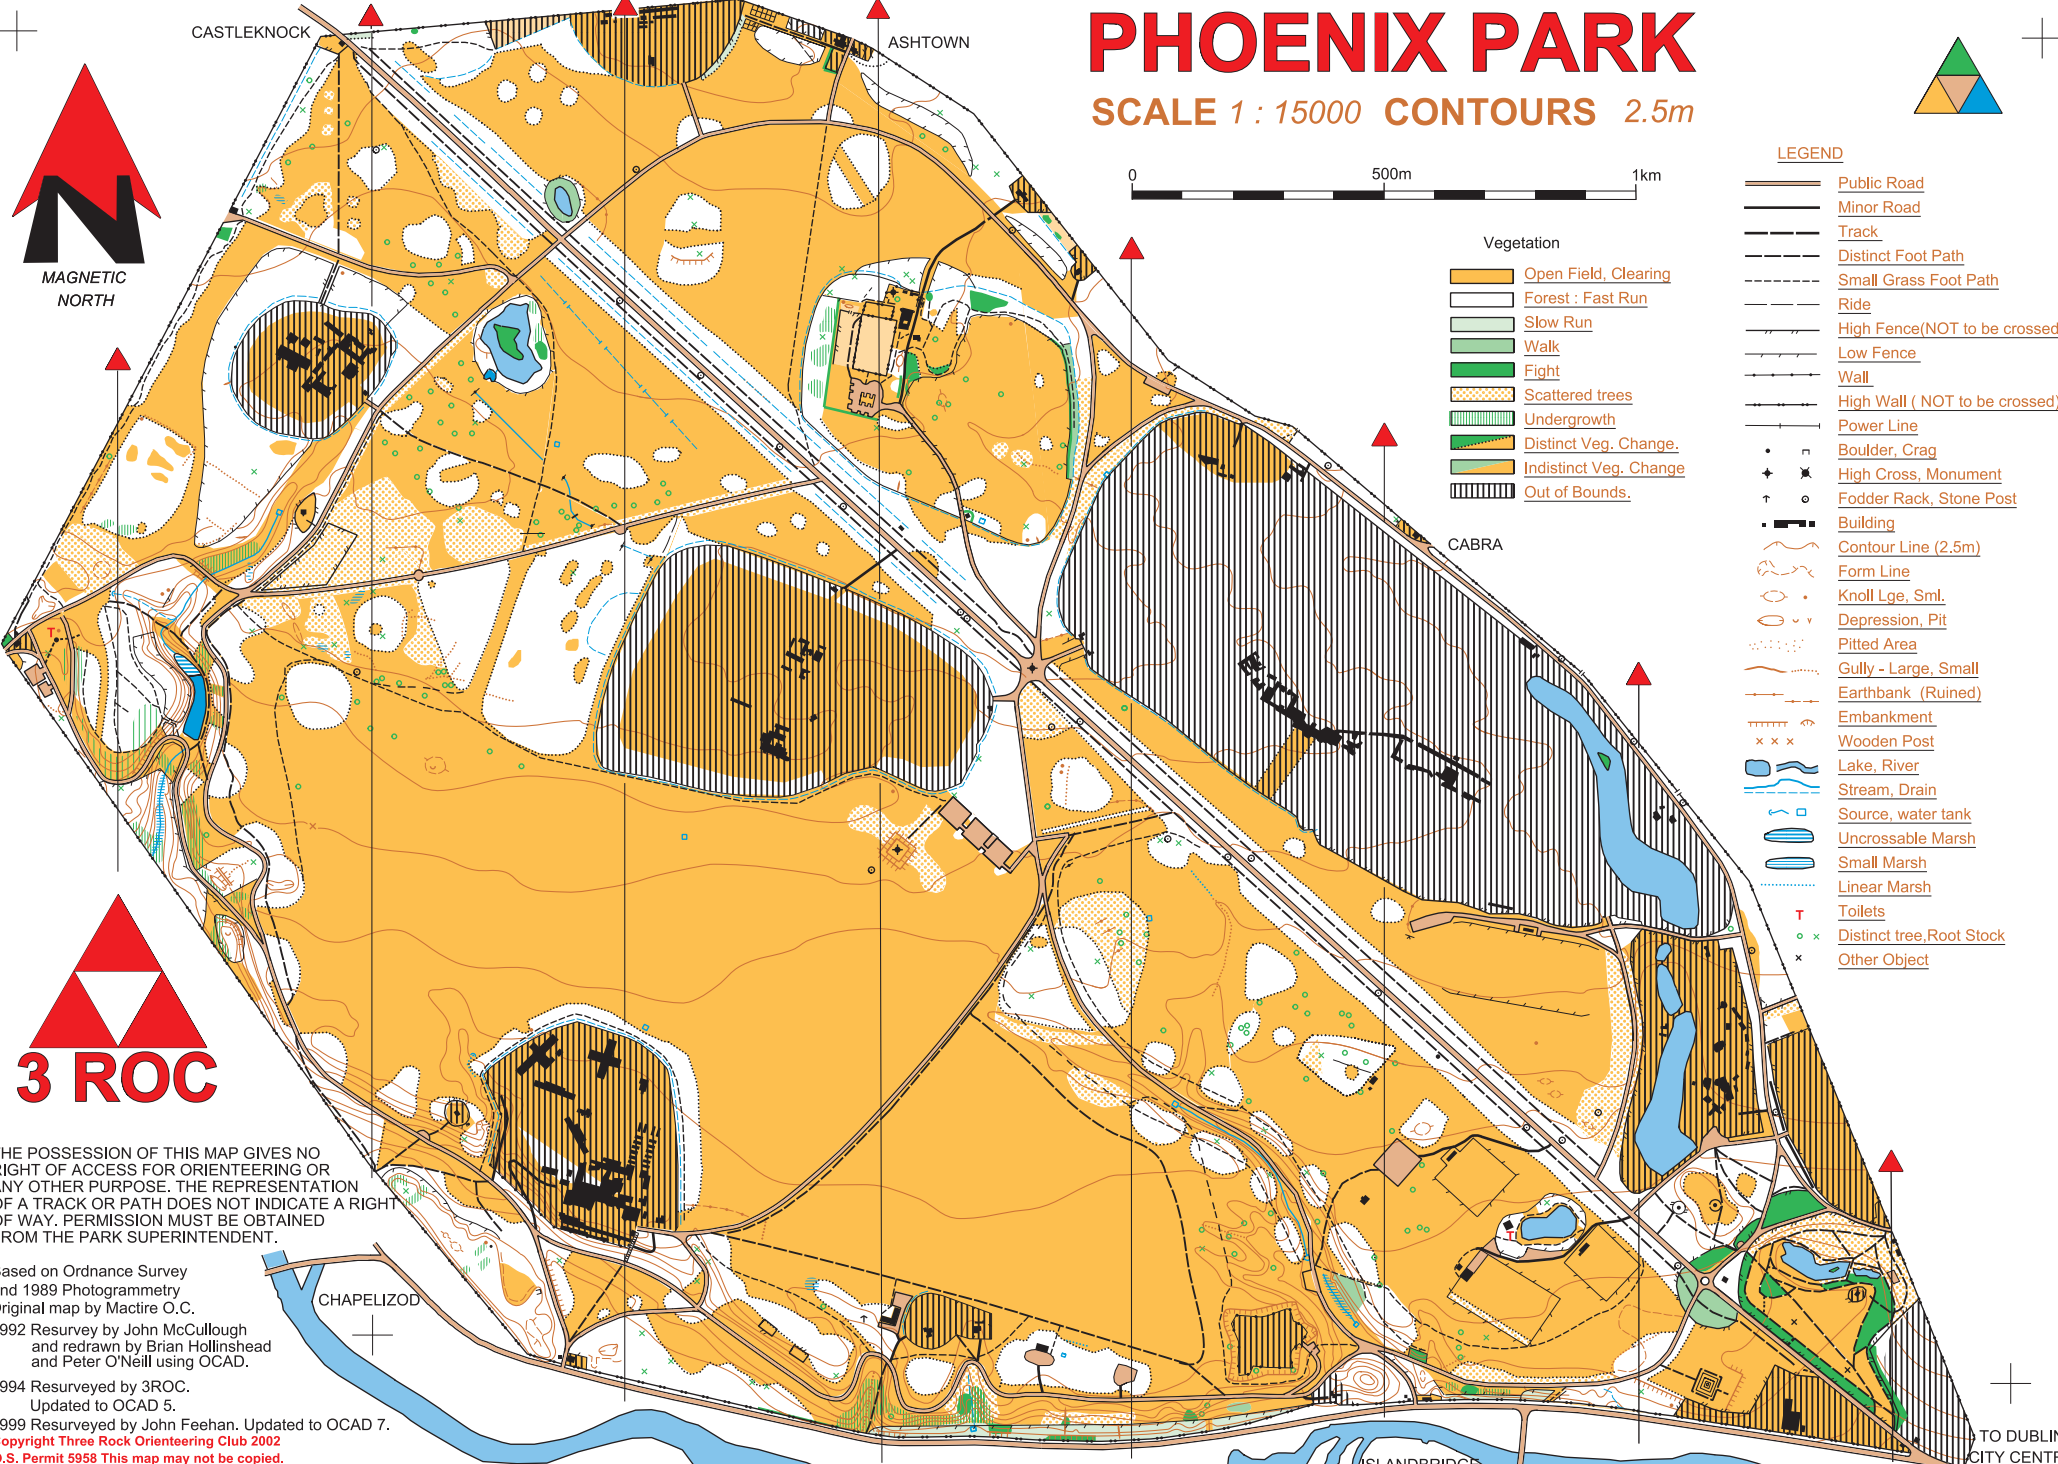 PHOENIX PARK
SCALE 1 : 15000 CONTOURS 2.5m
0 500m 1km
CASTLEKNOCK
ASHTOWN
N
MAGNETIC
NORTH
CABRA
CHAPELIZOD
ISLANDBRIDGE
TO DUBLIN
CITY CENTR
T
T
Vegetation
Open Field, Clearing
Forest : Fast Run
Slow Run
Walk
Fight
Scattered trees
Undergrowth
Distinct Veg. Change.
Indistinct Veg. Change
Out of Bounds.
LEGEND
Public Road
Minor Road
Track
Distinct Foot Path
Small Grass Foot Path
Ride
High Fence(NOT to be crossed
Low Fence
Wall
High Wall ( NOT to be crossed)
Power Line
Boulder, Crag
High Cross, Monument
Fodder Rack, Stone Post
Building
Contour Line (2.5m)
Form Line
Knoll Lge, Sml.
Depression, Pit
Pitted Area
Gully - Large, Small
Earthbank (Ruined)
Embankment
Wooden Post
Lake, River
Stream, Drain
Source, water tank
Uncrossable Marsh
Small Marsh
Linear Marsh
T Toilets
Distinct tree,Root Stock
Other Object
3 ROC
HE POSSESSION OF THIS MAP GIVES NO
RIGHT OF ACCESS FOR ORIENTEERING OR
ANY OTHER PURPOSE. THE REPRESENTATION
OF A TRACK OR PATH DOES NOT INDICATE A RIGHT
OF WAY. PERMISSION MUST BE OBTAINED
FROM THE PARK SUPERINTENDENT.
Based on Ordnance Survey
nd 1989 Photogrammetry
Original map by Mactire O.C.
992 Resurvey by John McCullough
and redrawn by Brian Hollinshead
and Peter O'Neill using OCAD.
994 Resurveyed by 3ROC.
Updated to OCAD 5.
999 Resurveyed by John Feehan. Updated to OCAD 7.
opyright Three Rock Orienteering Club 2002
O.S. Permit 5958 This map may not be copied.